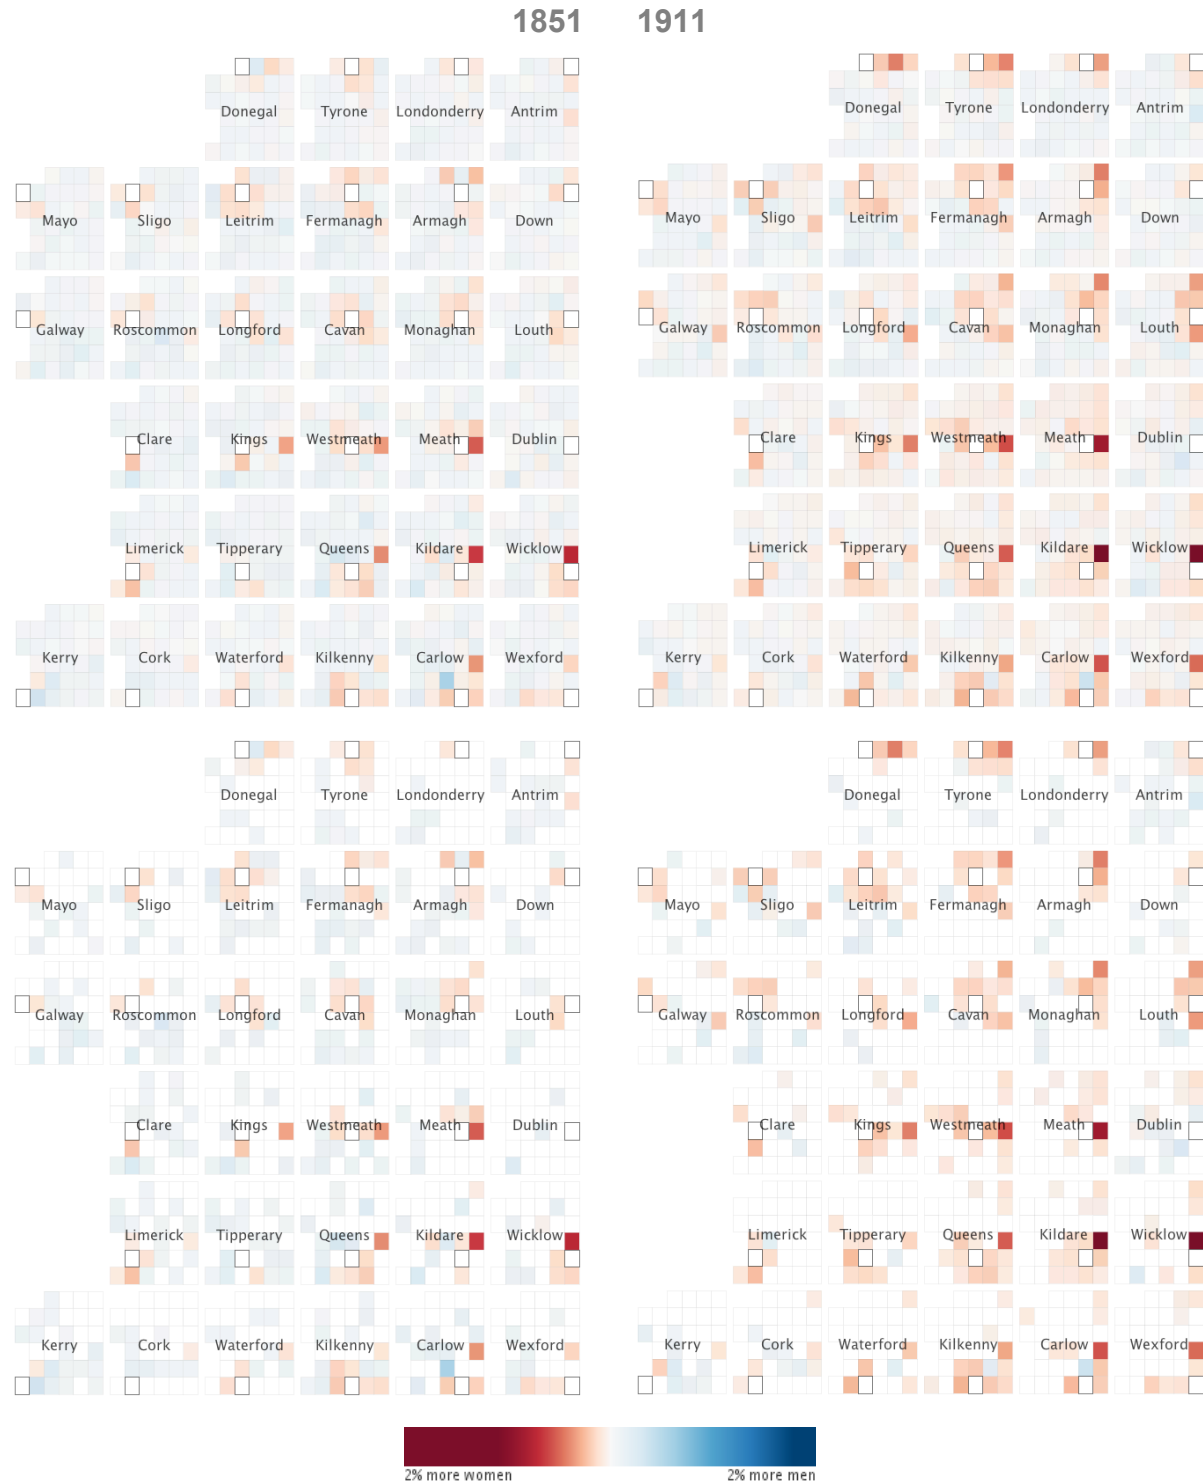 1851 1911
Donegal Tyrone Londonderry Antrim Donegal Tyrone Londonderry Antrim
Mayo Sligo Leitrim Fermanagh Armagh Down Mayo Sligo Leitrim Fermanagh Armagh Down
Galway Roscommon Longford Cavan Monaghan Louth Galway Roscommon Longford Cavan Monaghan Louth
Clare Kings Westmeath Meath Dublin Clare Kings Westmeath Meath Dublin
Limerick Tipperary Queens Kildare Wicklow Limerick Tipperary Queens Kildare Wicklow
Kerry Cork Waterford Kilkenny Carlow Wexford Kerry Cork Waterford Kilkenny Carlow Wexford
Donegal Tyrone Londonderry Antrim Donegal Tyrone Londonderry Antrim
Mayo Sligo Leitrim Fermanagh Armagh Down Mayo Sligo Leitrim Fermanagh Armagh Down
Galway Roscommon Longford Cavan Monaghan Louth Galway Roscommon Longford Cavan Monaghan Louth
Clare Kings Westmeath Meath Dublin Clare Kings Westmeath Meath Dublin
Limerick Tipperary Queens Kildare Wicklow Limerick Tipperary Queens Kildare Wicklow
Kerry Cork Waterford Kilkenny Carlow Wexford Kerry Cork Waterford Kilkenny Carlow Wexford
2% more women 2% more men